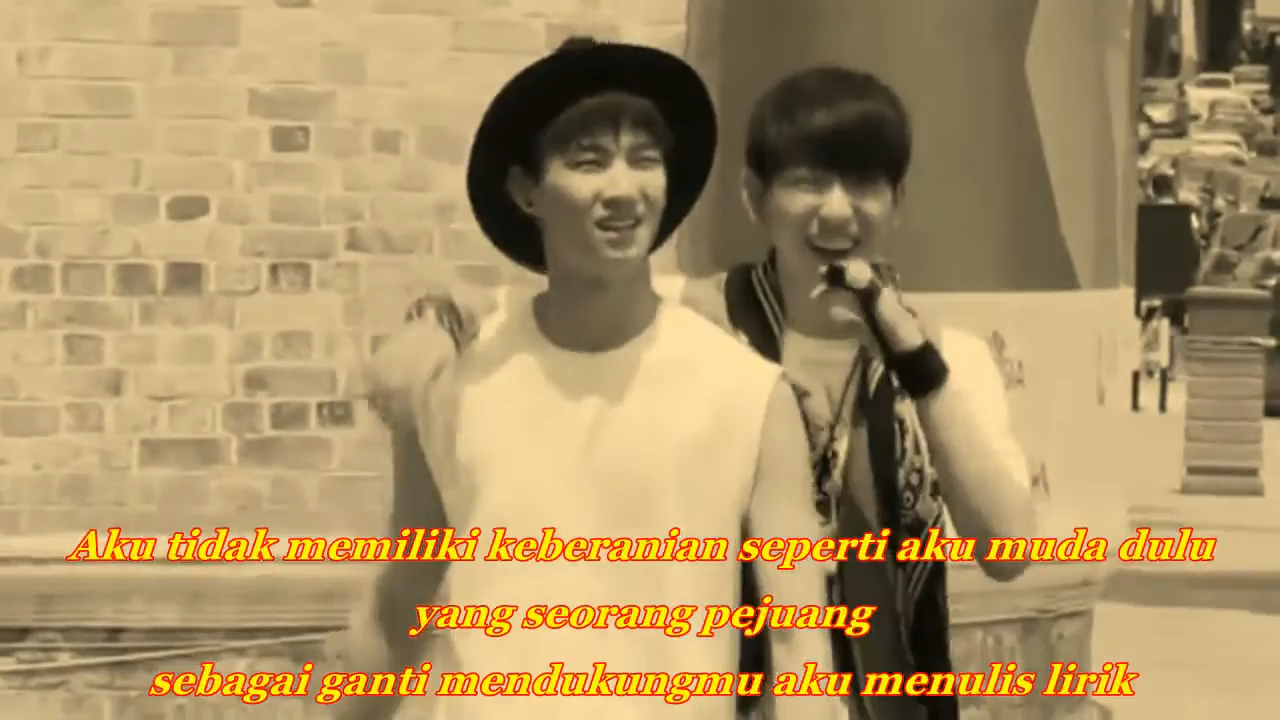 Aku tidak memiliki keberanian seperti aku muda dulu
yang seorang pejuang
sebagai ganti mendukungmu aku menulis lirik